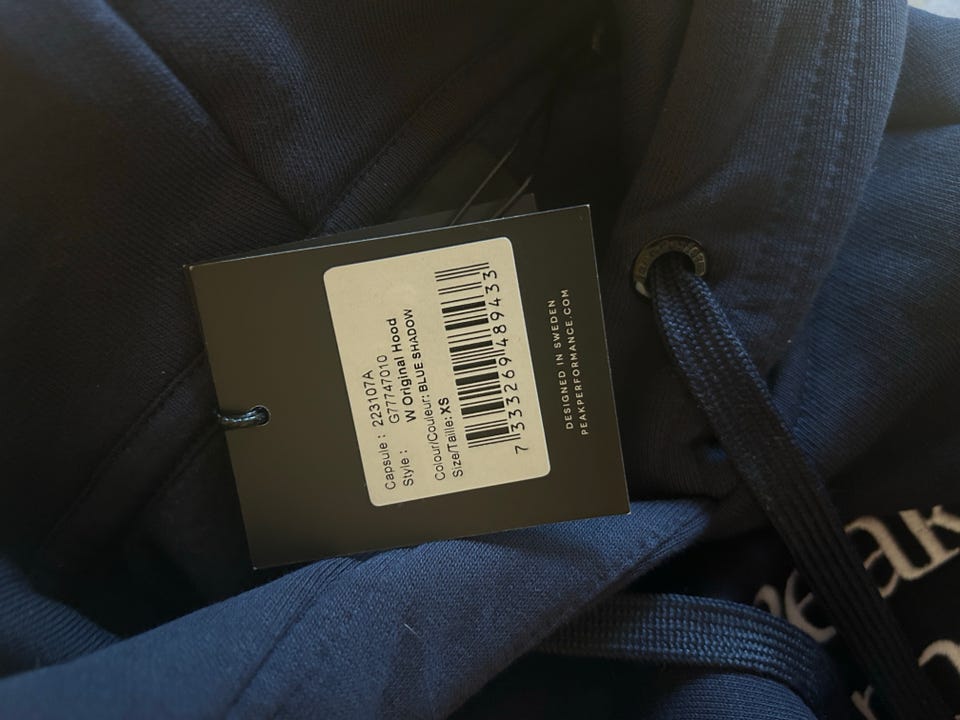 Capsule : 223107A
Style : G77747010
W Original Hood
Colour/Couleur: BLUE SHADOW
Size/Taille: XS
7 333269 489433
DESIGNED IN SWEDEN
PEAKPERFORMANCE.COM
eak